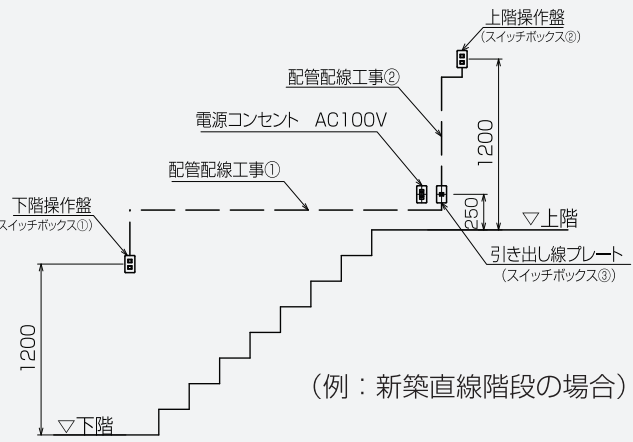 上階操作盤
(スイッチボックス②)
配管配線工事②
電源コンセント AC100V
1200
配管配線工事①
下階操作盤
スイッチボックス①)
250
▽上階
引き出し線プレート
(スイッチボックス③)
1200
(例:新築直線階段の場合)
▽下階